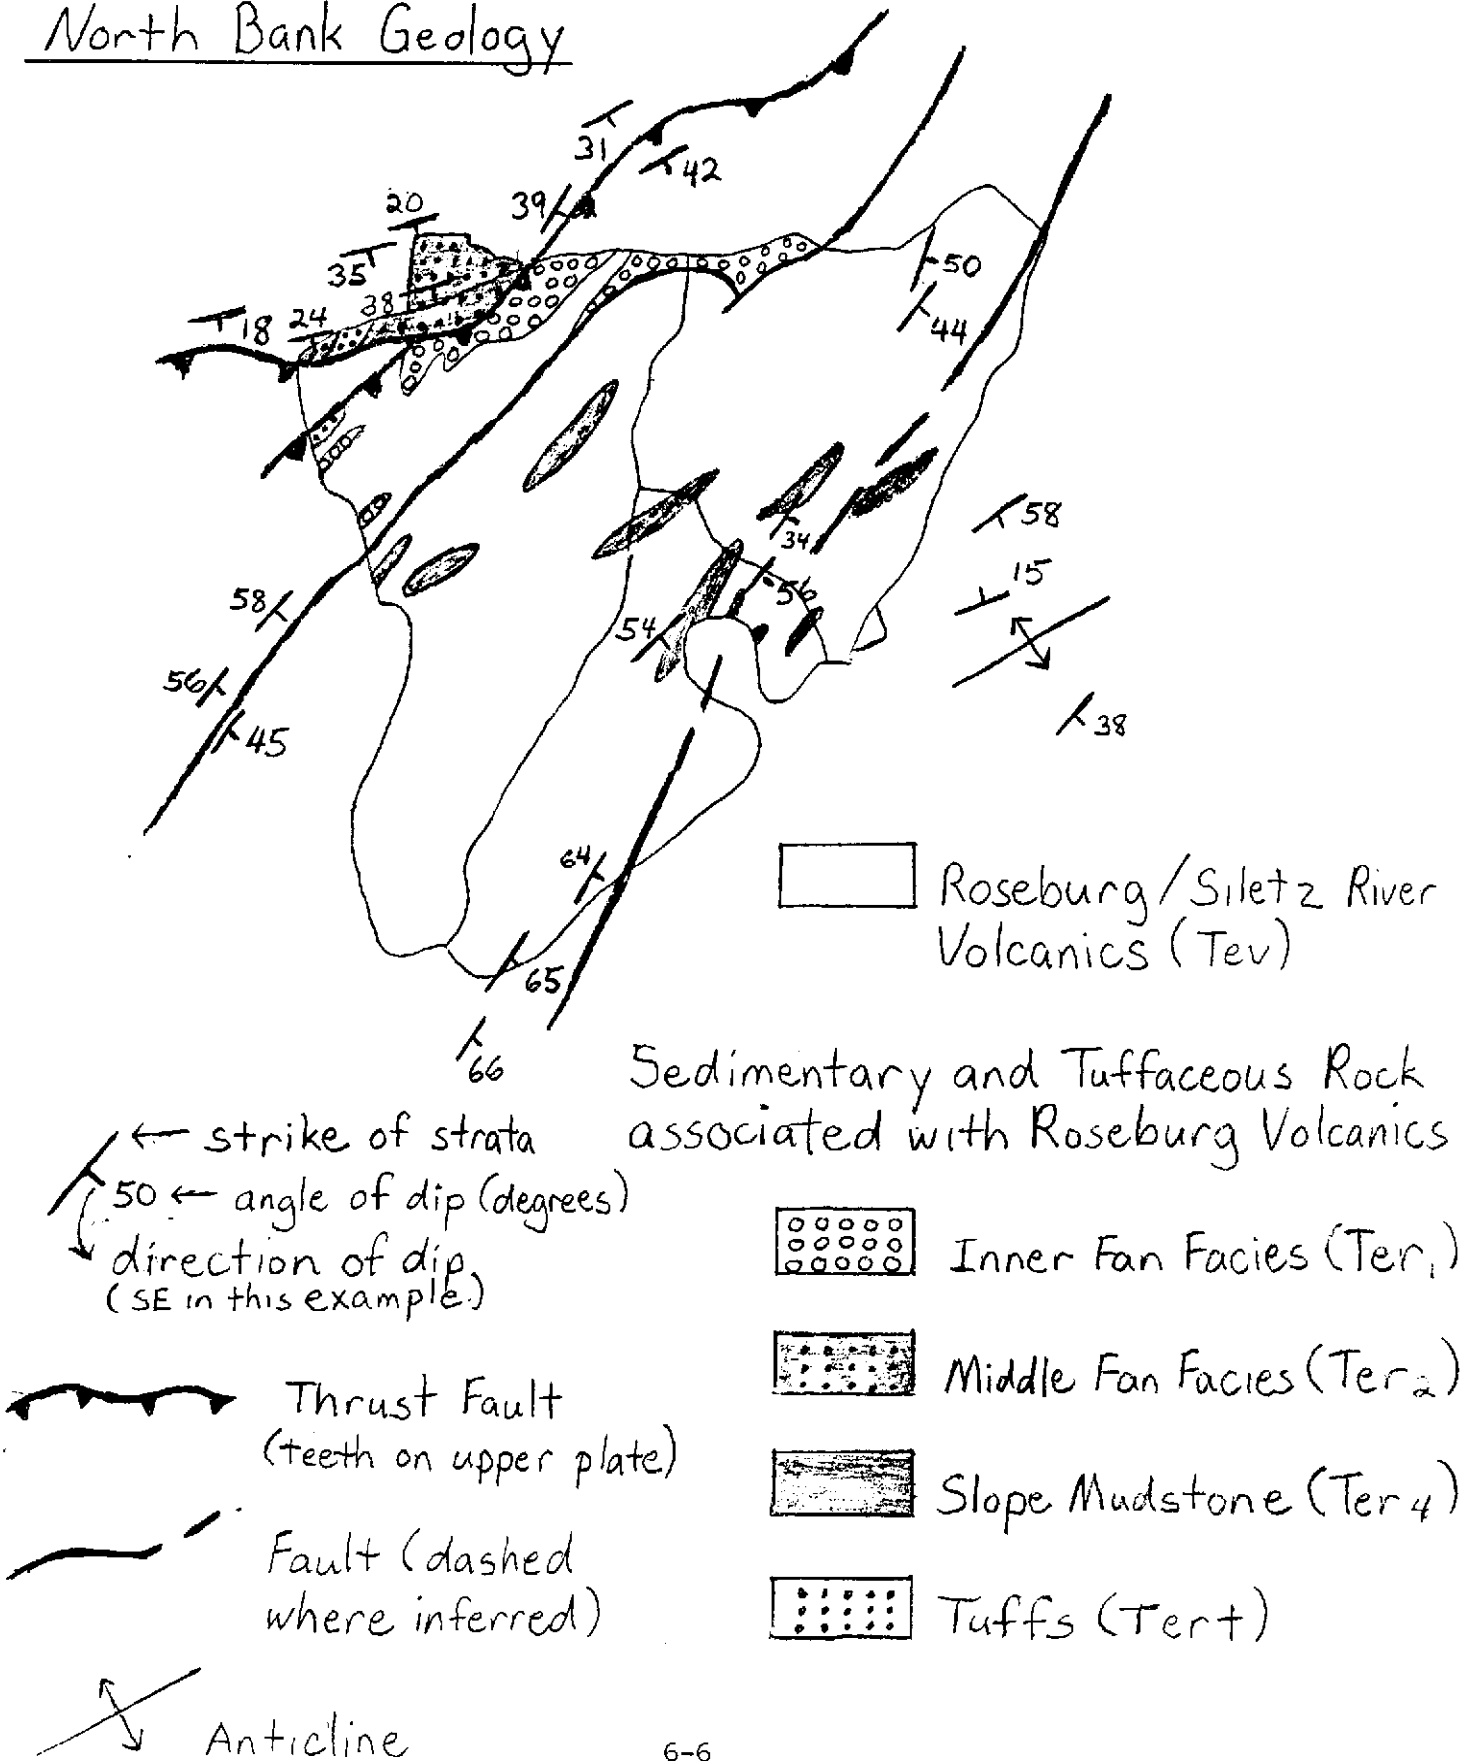 North Bank Geology
31
42
39
20
35
50
38
18
24
44
58
34
15
56
58
54
56
38
45
64
Roseburg/Siletz River
Volcanics (Tev)
65
66
Sedimentary and Tuffaceous Rock
associated with Roseburg Volcanics
← strike of strata
50 ← angle of dip (degrees)
direction of dip
(SE in this example.)
Inner Fan Facies (Ter1)
Middle Fan Facies (Ter2)
Thrust Fault
(teeth on upper plate)
Slope Mudstone (Ter4)
Fault (dashed
where inferred)
Tuffs (Tert)
Anticline
6-6